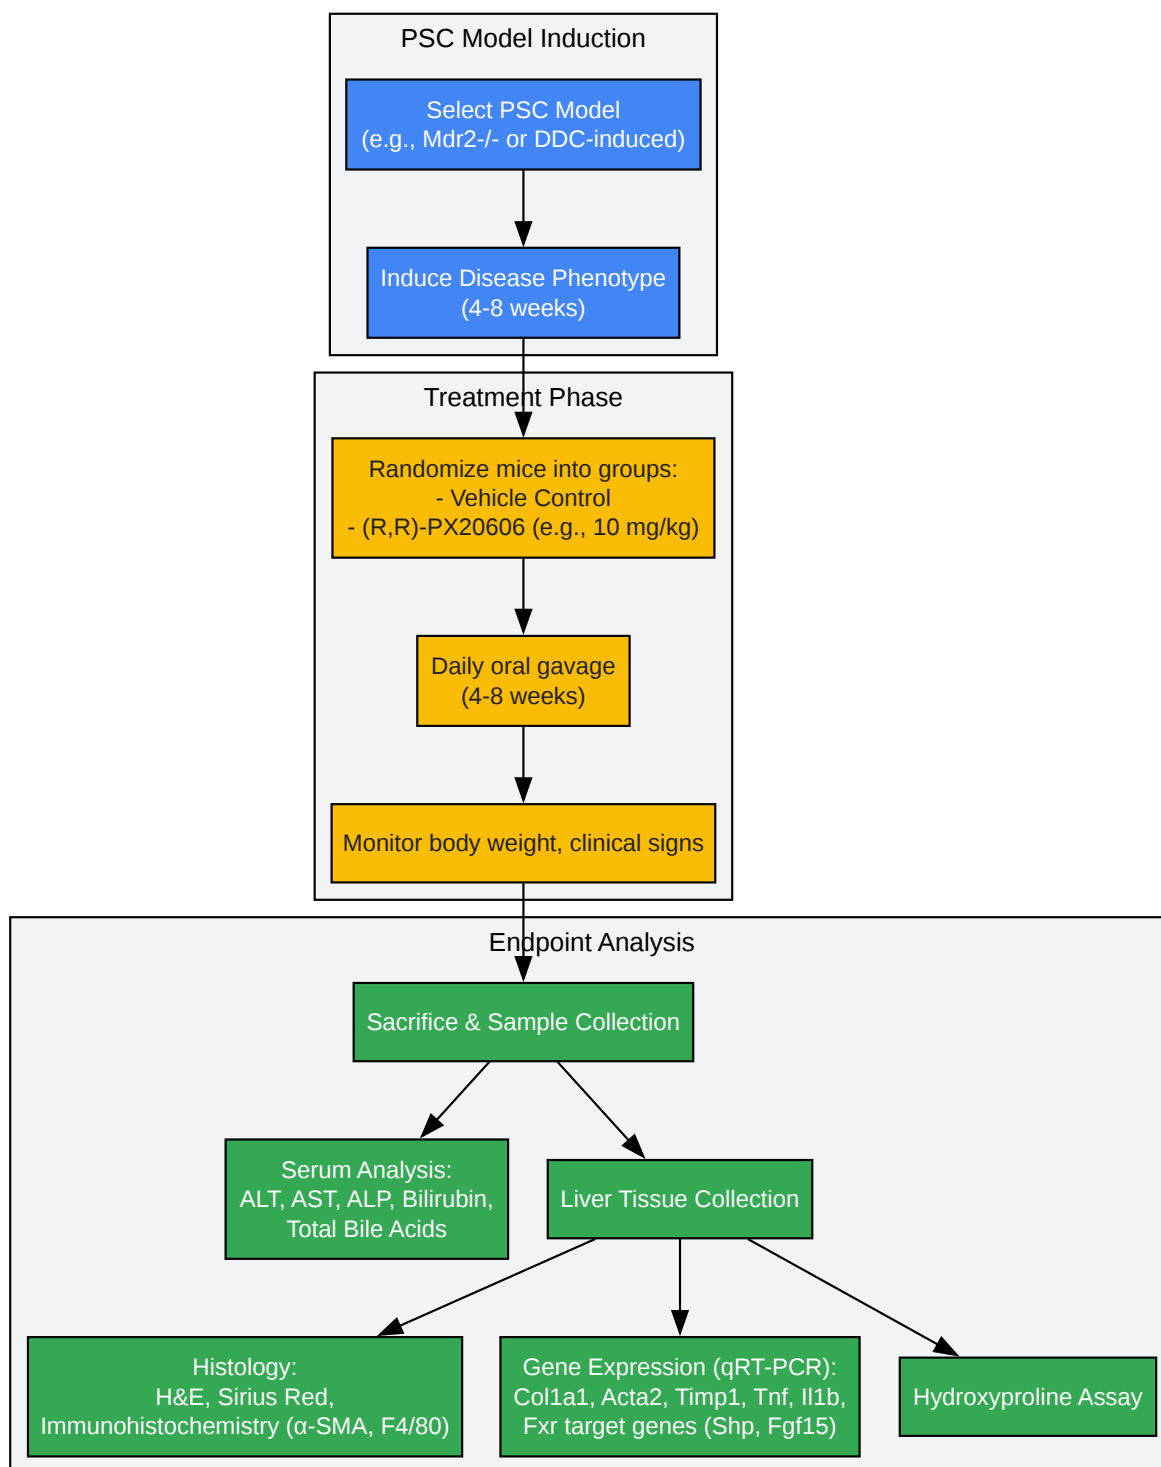 PSC Model Induction
Select PSC Model
(e.g., Mdr2-/- or DDC-induced)
Induce Disease Phenotype
(4-8 weeks)
Treatment Phase
Randomize mice into groups:
- Vehicle Control
- (R,R)-PX20606 (e.g., 10 mg/kg)
Daily oral gavage
(4-8 weeks)
Monitor body weight, clinical signs
Endpoint Analysis
Sacrifice & Sample Collection
Serum Analysis:
ALT, AST, ALP, Bilirubin,
Total Bile Acids
Liver Tissue Collection
Histology:
H&E, Sirius Red,
Immunohistochemistry (α-SMA, F4/80)
Gene Expression (qRT-PCR):
Col1a1, Acta2, Timp1, Tnf, Il1b,
Fxr target genes (Shp, Fgf15)
Hydroxyproline Assay